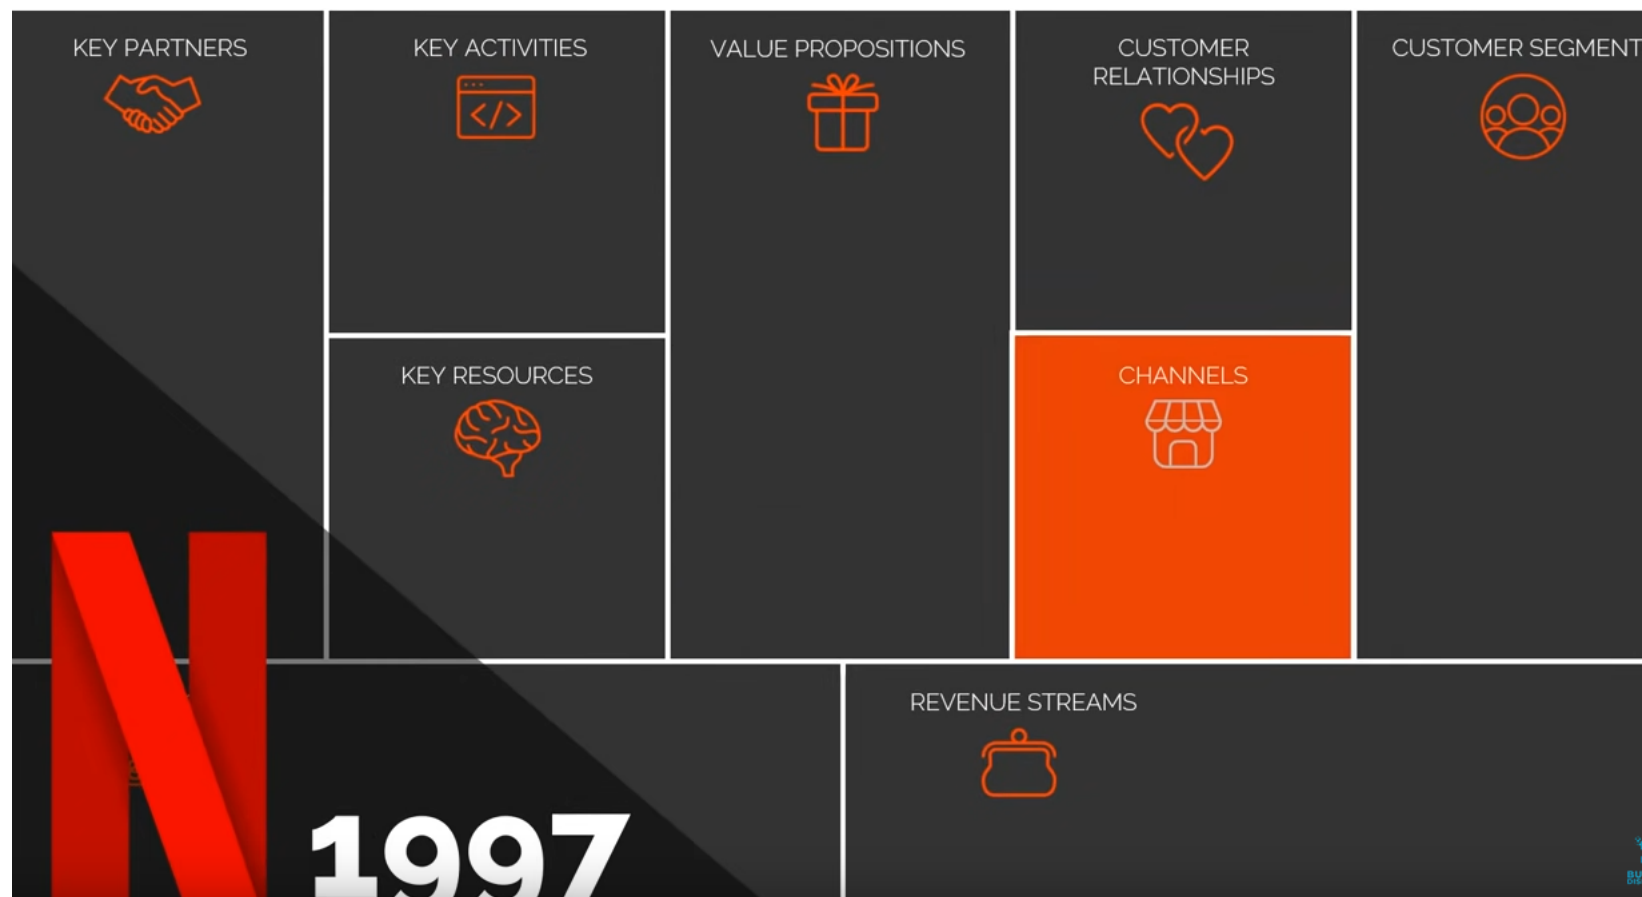 KEY PARTNERS
KEY ACTIVITIES
VALUE PROPOSITIONS
CUSTOMER
RELATIONSHIPS
CUSTOMER SEGMENT
KEY RESOURCES
CHANNELS
REVENUE STREAMS
N
1997